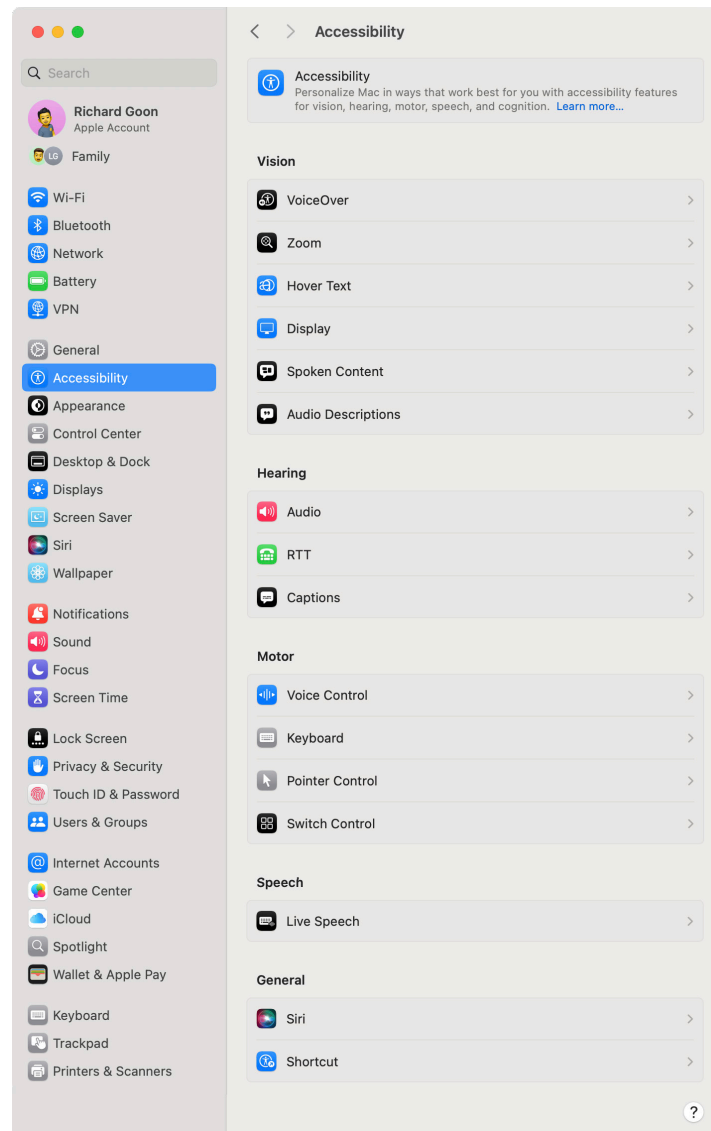 Accessibility
Search
Richard Goon
Apple Account
LG
Family
Wi-Fi
Bluetooth
Network
Battery
VPN
General
Accessibility
Appearance
Control Center
Desktop & Dock
Displays
Screen Saver
Siri
Wallpaper
Notifications
Sound
Focus
Screen Time
Lock Screen
Privacy & Security
Touch ID & Password
Users & Groups
Internet Accounts
Game Center
iCloud
Spotlight
Wallet & Apple Pay
Keyboard
Trackpad
Printers & Scanners
Accessibility
Personalize Mac in ways that work best for you with accessibility features
for vision, hearing, motor, speech, and cognition. Learn more...
Vision
VoiceOver
Zoom
Hover Text
Display
Spoken Content
Audio Descriptions
Hearing
Audio
RTT
Captions
Motor
Voice Control
Keyboard
Pointer Control
Switch Control
Speech
Live Speech
General
Siri
Shortcut
?